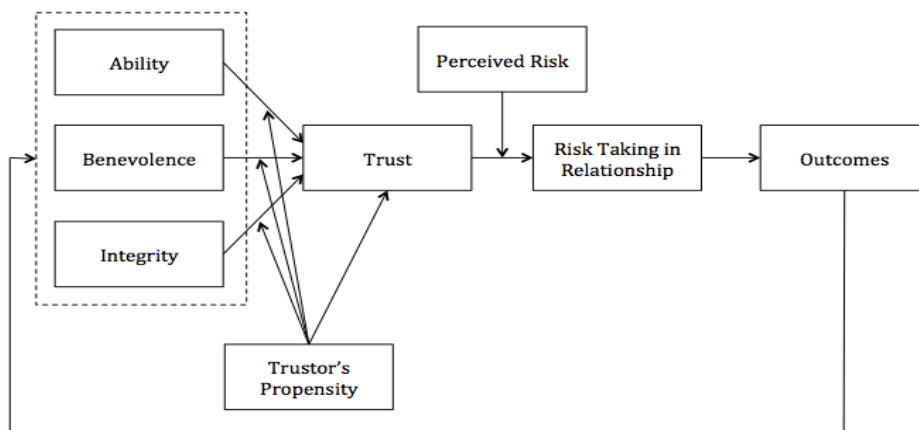 Ability
Benevolence
Integrity
Trustor's
Propensity
Trust
Perceived Risk
Risk Taking in
Relationship
Outcomes